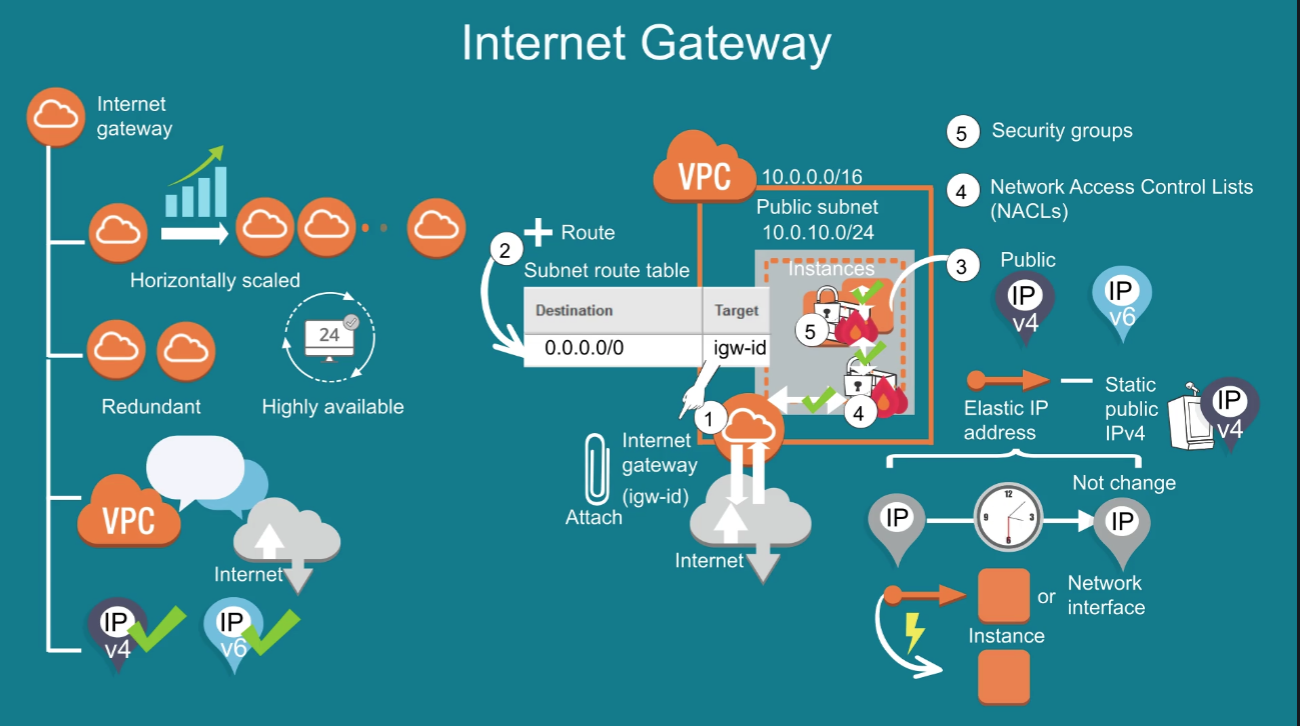 Internet Gateway
Internet
gateway
Horizontally scaled
Redundant
24
Highly available
VPC
Internet
IP
v4
IP
v6
2
Route
Subnet route table
Destination
Target
0.0.0.0/0
igw-id
VPC
10.0.0.0/16
Public subnet
10.0.10.0/24
Instances
5
4
1
Internet
gateway
(igw-id)
Attach
Internet
5
Security groups
4
Network Access Control Lists
(NACLs)
3
Public
IP
v4
IP
v6
Elastic IP
address
Static
public
IPv4
IP
v4
Not change
IP
12
3
6
9
IP
or
Network
interface
Instance